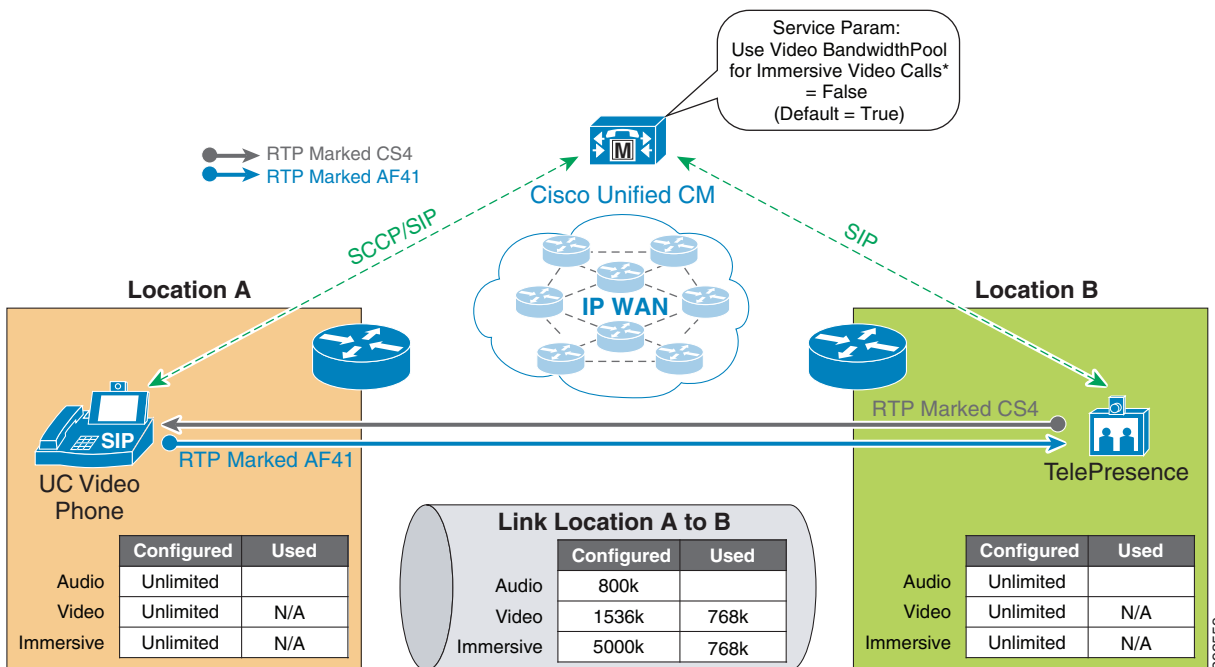 Service Param:
Use Video BandwidthPool
for Immersive Video Calls*
= False
(Default = True)
RTP Marked CS4
RTP Marked AF41
M
Cisco Unified CM
SCCP/SIP
SIP
IP WAN
Location A
Location B
RTP Marked CS4
SIP
RTP Marked AF41
UC Video
Phone
TelePresence
Configured Used
Audio Unlimited
Video Unlimited N/A
Immersive Unlimited N/A
Link Location A to B
Configured Used
Audio 800k
Video 1536k 768k
Immersive 5000k 768k
Configured Used
Audio Unlimited
Video Unlimited N/A
Immersive Unlimited N/A